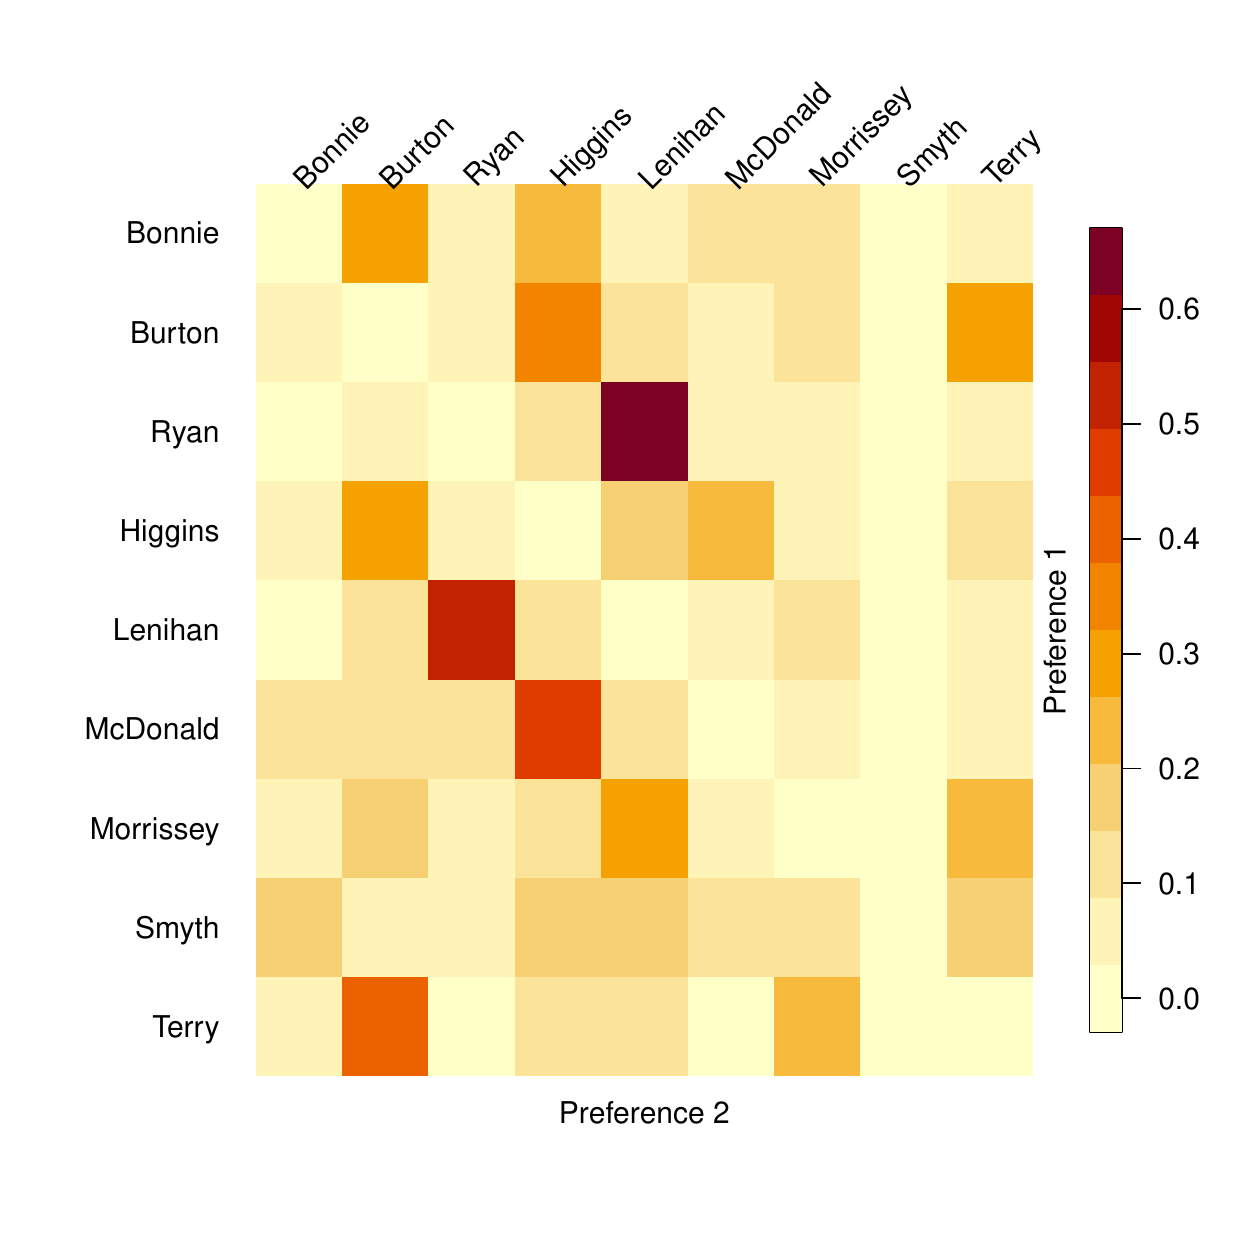 Bonnie
Burton
Ryan
Higgins
Lenihan
McDonald
Morrissey
Smyth
Terry
Bonnie
Burton
Ryan
Higgins
Lenihan
McDonald
Morrissey
Smyth
Terry
Preference 2
Preference 1
0.6
0.5
0.4
0.3
0.2
0.1
0.0